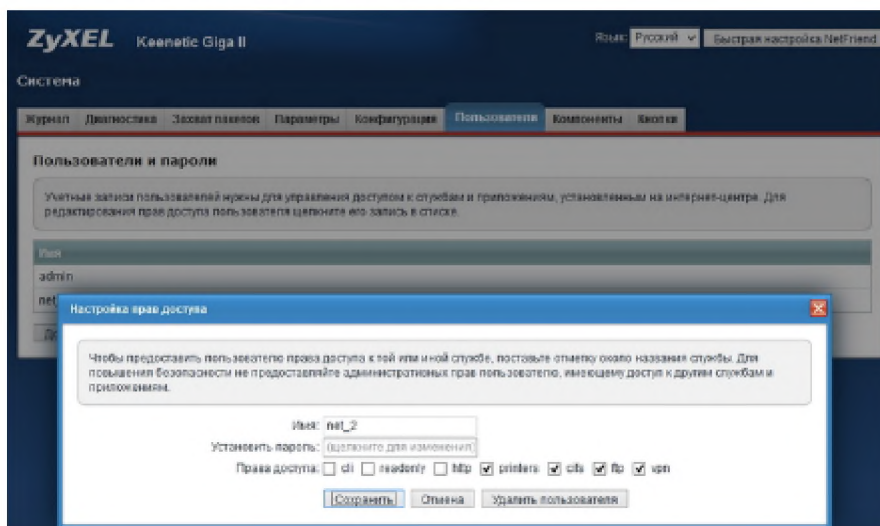 ZyXEL Keenetic Giga II
Язык: Русский Быстрая настройка NetFriend
Система
Журнал Диагностика Захват пакетов Параметры Конфигурация Пользователи Компоненты Кнопки
Пользователи и пароли
Учетные записи пользователей нужны для управления доступом к службам и приложениям, установленным на интернет-центре. Для
редактирования прав доступа пользователя щелкните его запись в списке.
Имя
admin
net_
Настройка прав доступа
Чтобы предоставить пользователю права доступа к той или иной службе, поставьте отметку около названия службы. Для
повышения безопасности не предоставляйте административных прав пользователю, имеющему доступ к другим службам и
приложениям.
Имя: net_2
Установить пароль: (щелкните для изменения)
Права доступа: cli readonly http printers cifs ftp vpn
Сохранить Отмена Удалить пользователя